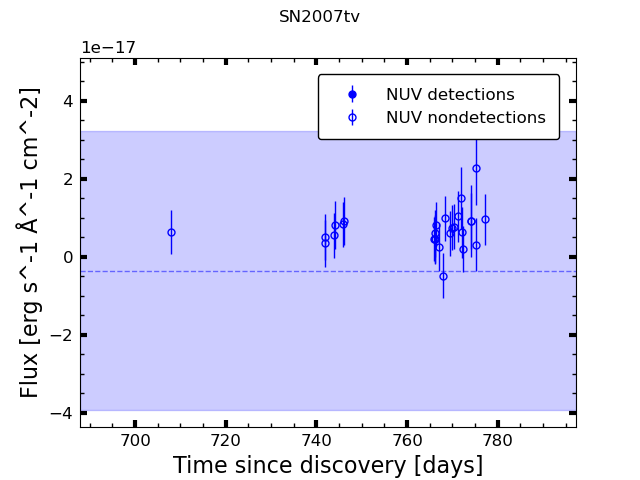 SN2007tv
1e−17
NUV detections
NUV nondetections
4
2
0
−2
−4
Flux [erg s^-1 Å^-1 cm^-2]
700
720
740
760
780
Time since discovery [days]